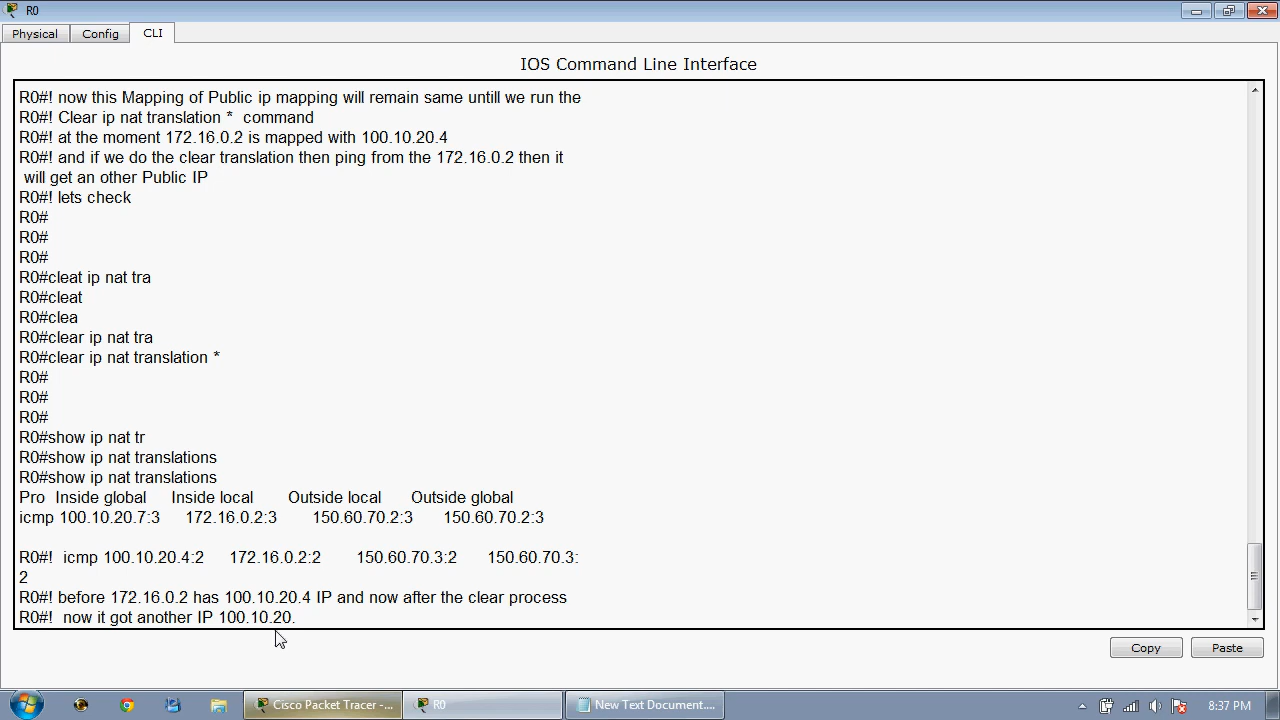 R0
Physical Config CLI
IOS Command Line Interface
R0#! now this Mapping of Public ip mapping will remain same untill we run the
R0#! Clear ip nat translation * command
R0#! at the moment 172.16.0.2 is mapped with 100.10.20.4
R0#! and if we do the clear translation then ping from the 172.16.0.2 then it
will get an other Public IP
R0#! lets check
R0#
R0#
R0#
R0#cleat ip nat tra
R0#cleat
R0#clea
R0#clear ip nat tra
R0#clear ip nat translation *
R0#
R0#
R0#
R0#show ip nat tr
R0#show ip nat translations
R0#show ip nat translations
Pro Inside global Inside local Outside local Outside global
icmp 100.10.20.7:3 172.16.0.2:3 150.60.70.2:3 150.60.70.2:3
R0#! icmp 100.10.20.4:2 172.16.0.2:2 150.60.70.3:2 150.60.70.3:
2
R0#! before 172.16.0.2 has 100.10.20.4 IP and now after the clear process
R0#! now it got another IP 100.10.20.
Copy Paste
Cisco Packet Tracer -... R0 New Text Document.... 8:37 PM